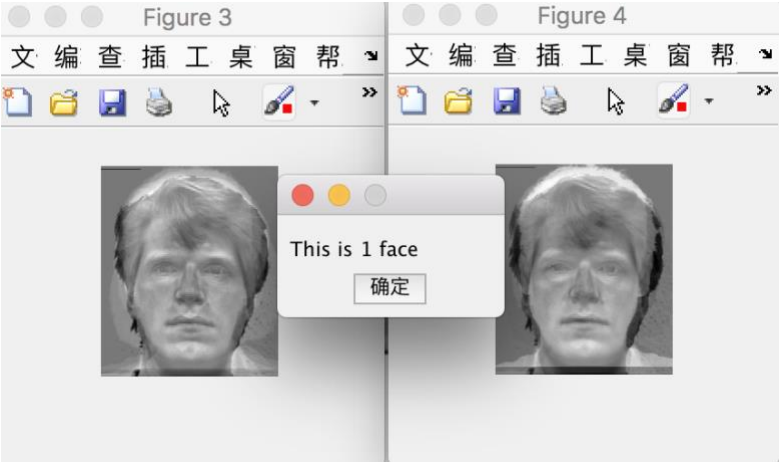 Figure 3
文 编 查 插 工 桌 窗 帮
Figure 4
文 编 查 插 工 桌 窗 帮
This is 1 face
确定